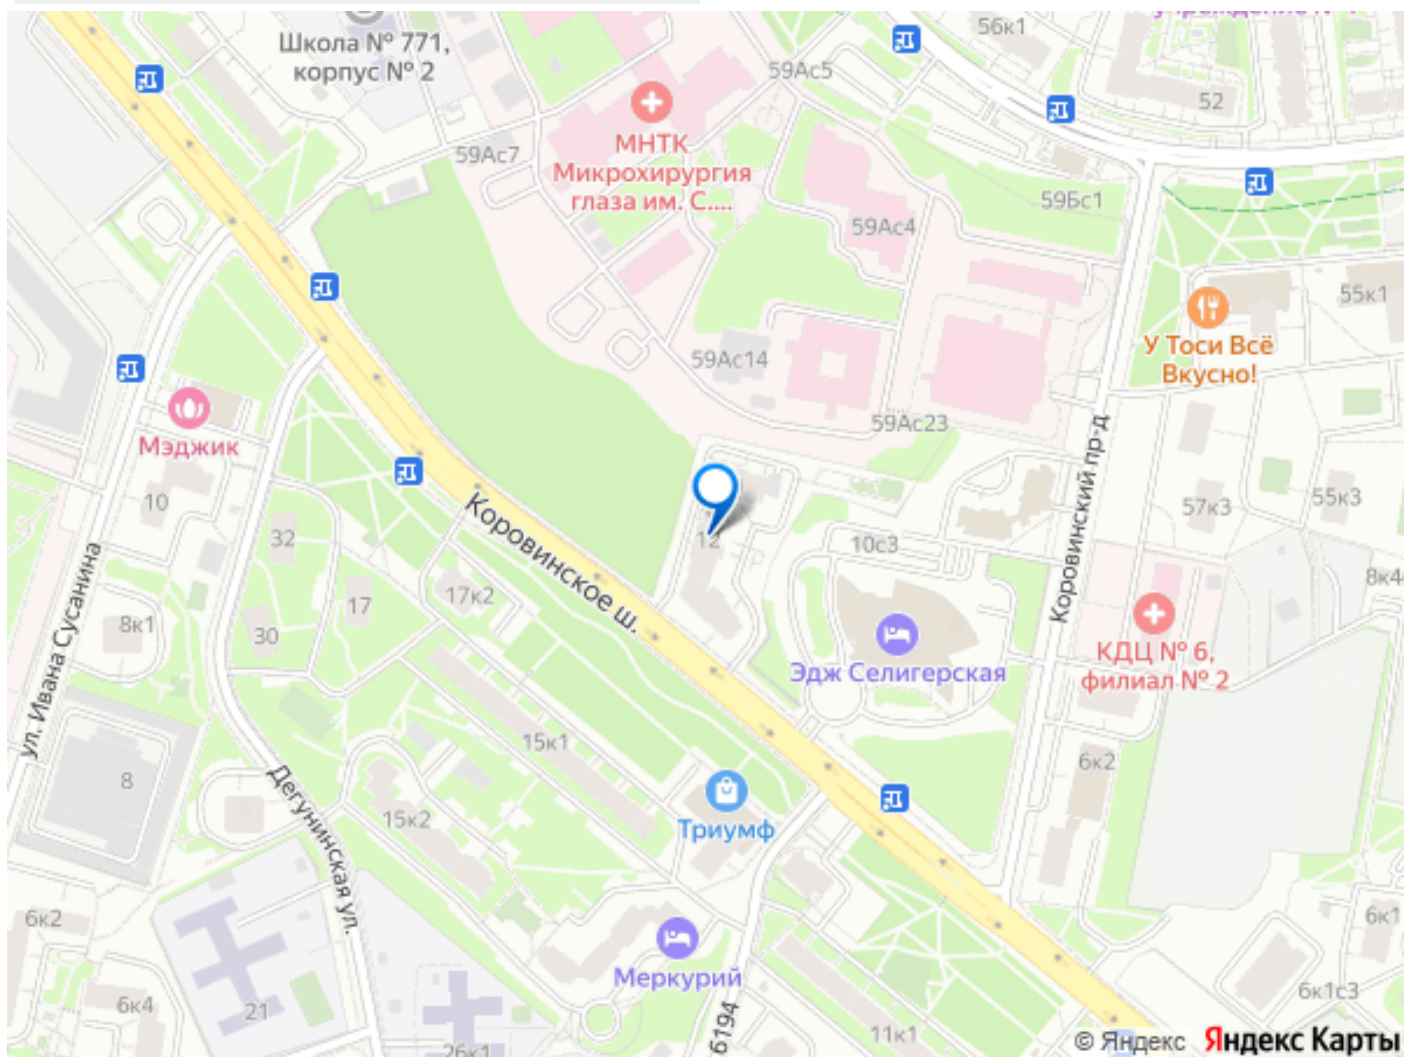 Школа № 771,
корпус № 2
56к1
59Ас5
52
МНТК
Микрохирургия
глаза им. С....
59Ас7
59Бс1
59Ас4
55к1
У Тоси Всё
Вкусно!
59Ас14
59Ас23
Мэджик
10
32
Коровинское ш.
12
10с3
Коровинский пр-д
57к3
55к3
8к4
17к2
17
30
8к1
ул. Ивана Сусанина
Эдж Селигерская
КДЦ № 6,
филиал № 2
15к1
8
Дегунинская ул.
15к2
Триумф
6к2
6к2
Меркурий
6к1
6к4
21
26к1
6194
11к1
6к1с3
© Яндекс Яндекс Карты